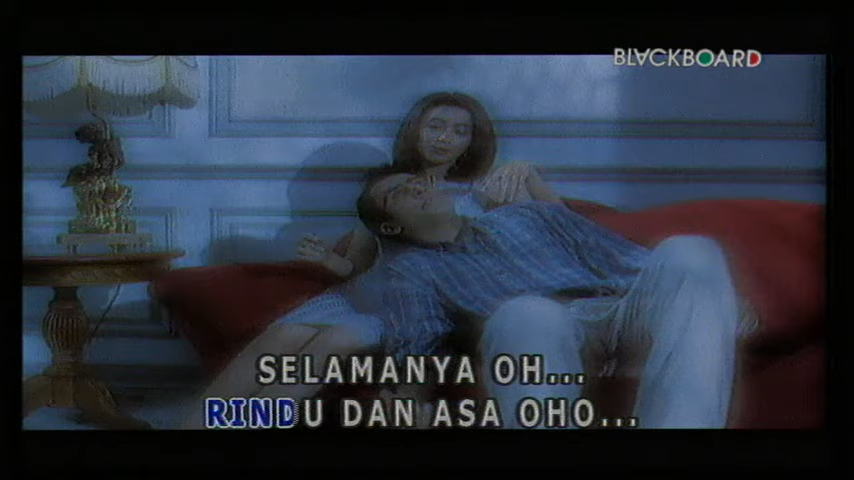 BLACKBOARD
SELAMANYA OH...
RINDU DAN ASA OHO...